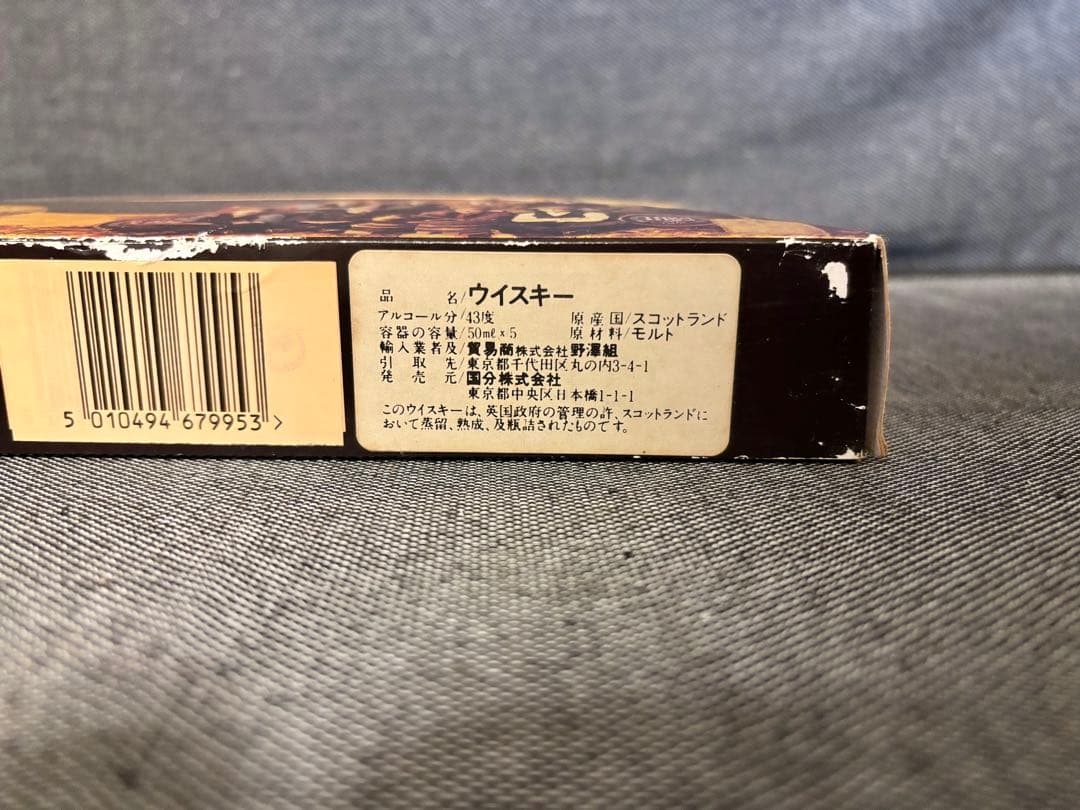 品名/ウイスキー
アルコール分/43度 原産国/スコットランド
容器の容量/50mℓ×5 原材料/モルト
輸入業者及/貿易商株式会社野澤組
引取先/東京都千代田区丸の内3-4-1
発売元/国分株式会社
東京都中央区日本橋1-1-1
このウイスキーは、英国政府の管理の許、スコットランドに
おいて蒸留、熟成、及瓶詰されたものです。
5 010494 679953 >